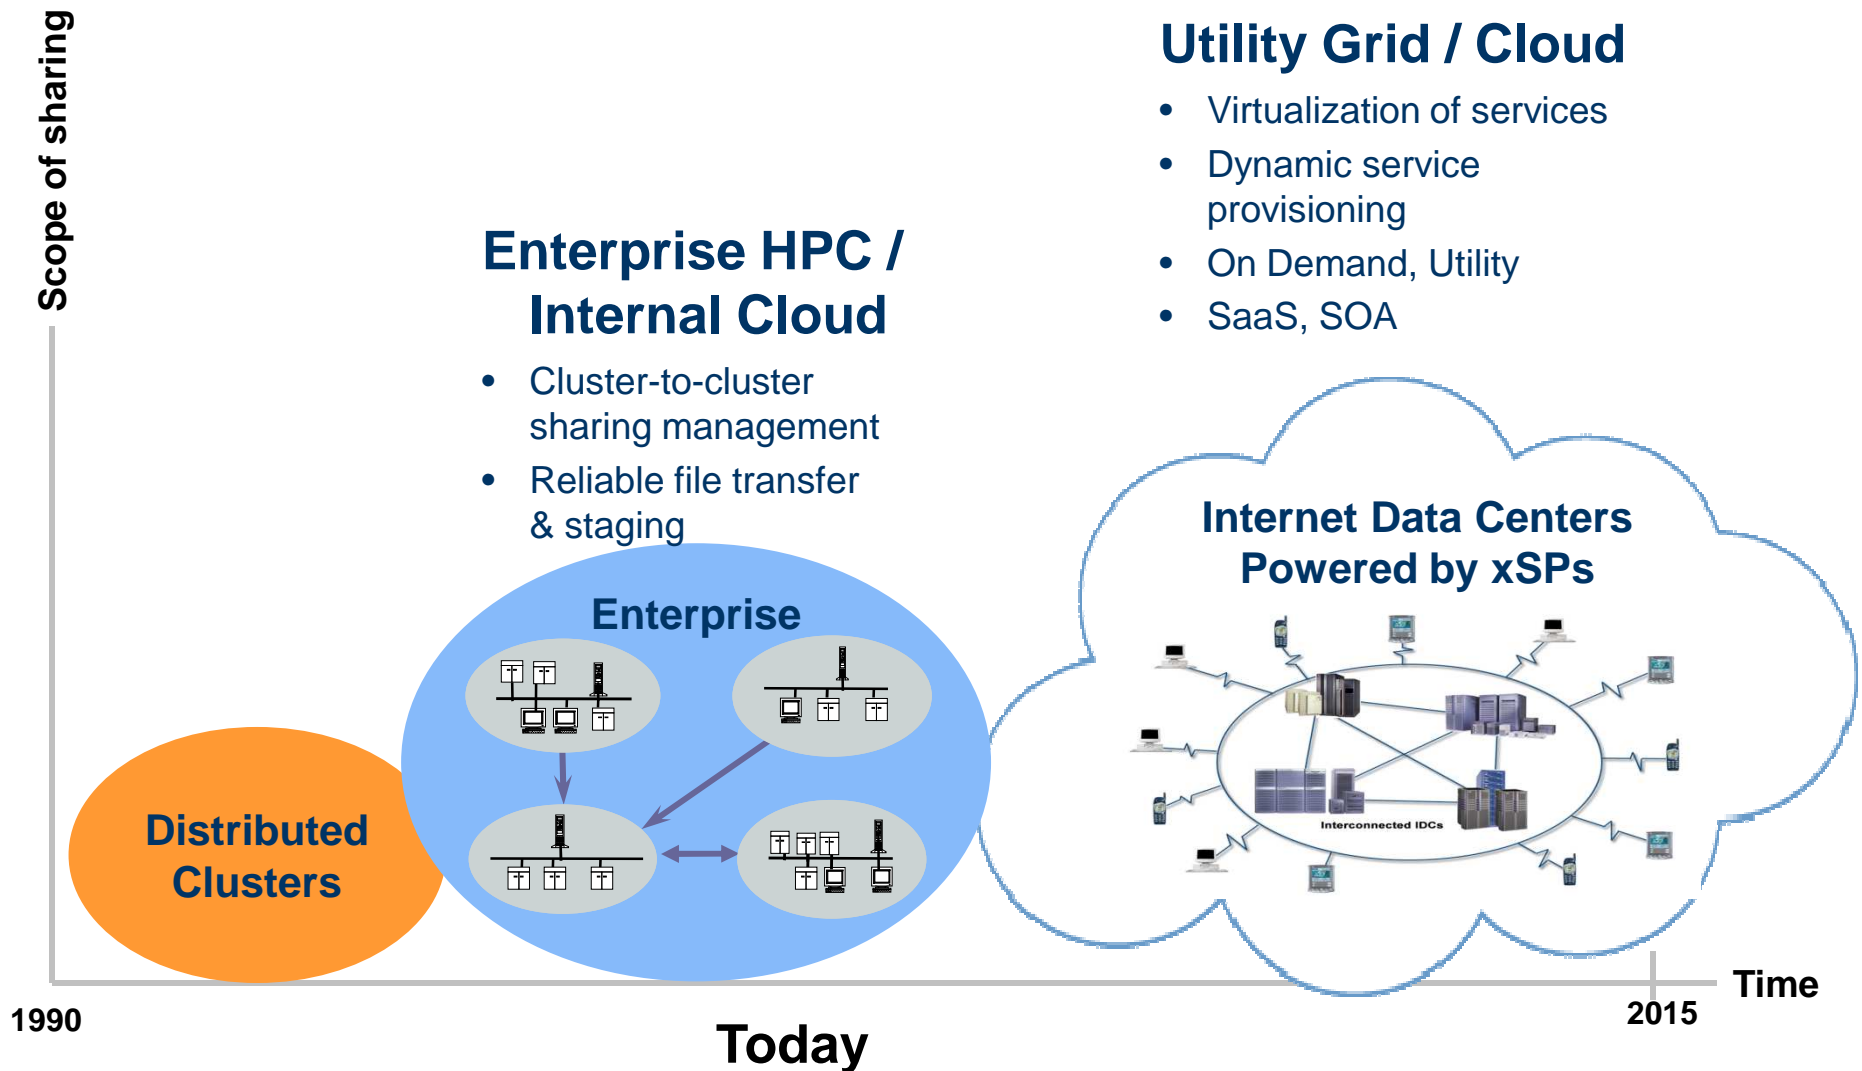 Scope of sharing
Utility Grid / Cloud
• Virtualization of services
• Dynamic service
provisioning
• On Demand, Utility
• SaaS, SOA
Enterprise HPC /
Internal Cloud
• Cluster-to-cluster
sharing management
• Reliable file transfer
& staging
Internet Data Centers
Powered by xSPs
Enterprise
Interconnected IDCs
Distributed
Clusters
Time
1990
2015
Today